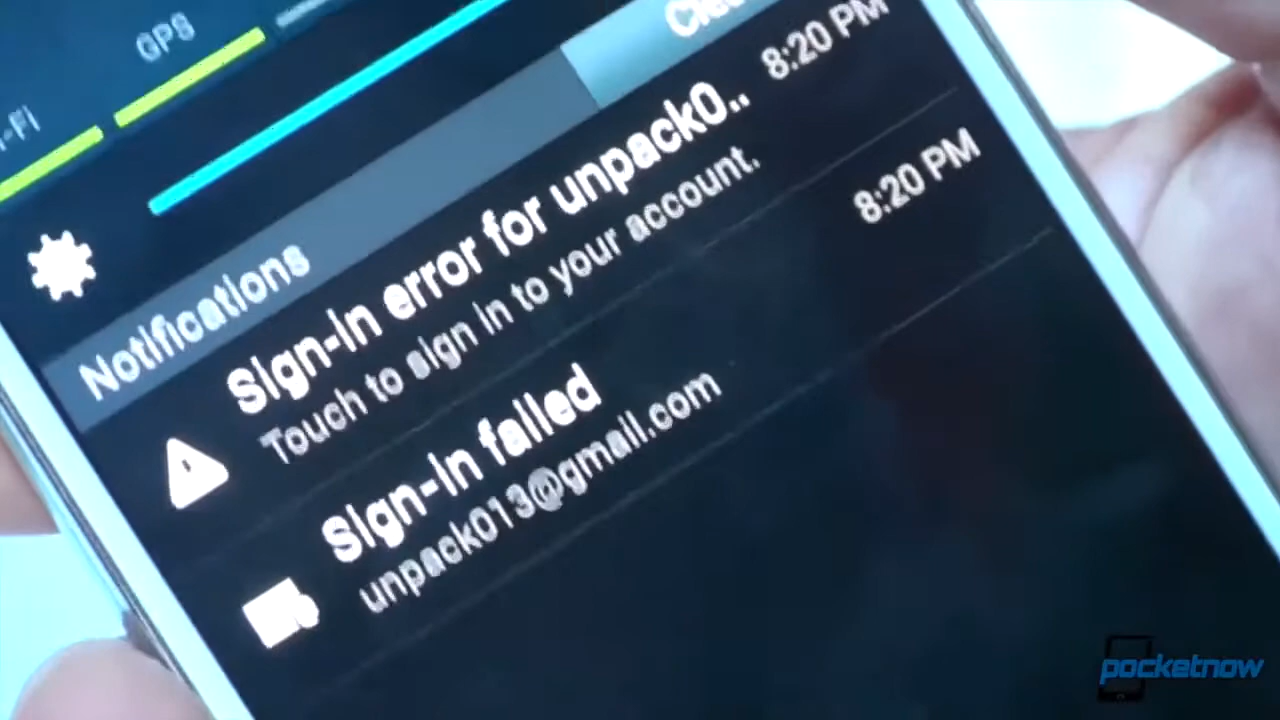 GPS
Notifications
Sign-in error for unpack0..
8:20 PM
Touch to sign in to your account.
Sign-in failed
8:20 PM
unpack013@gmail.com
pocketnow